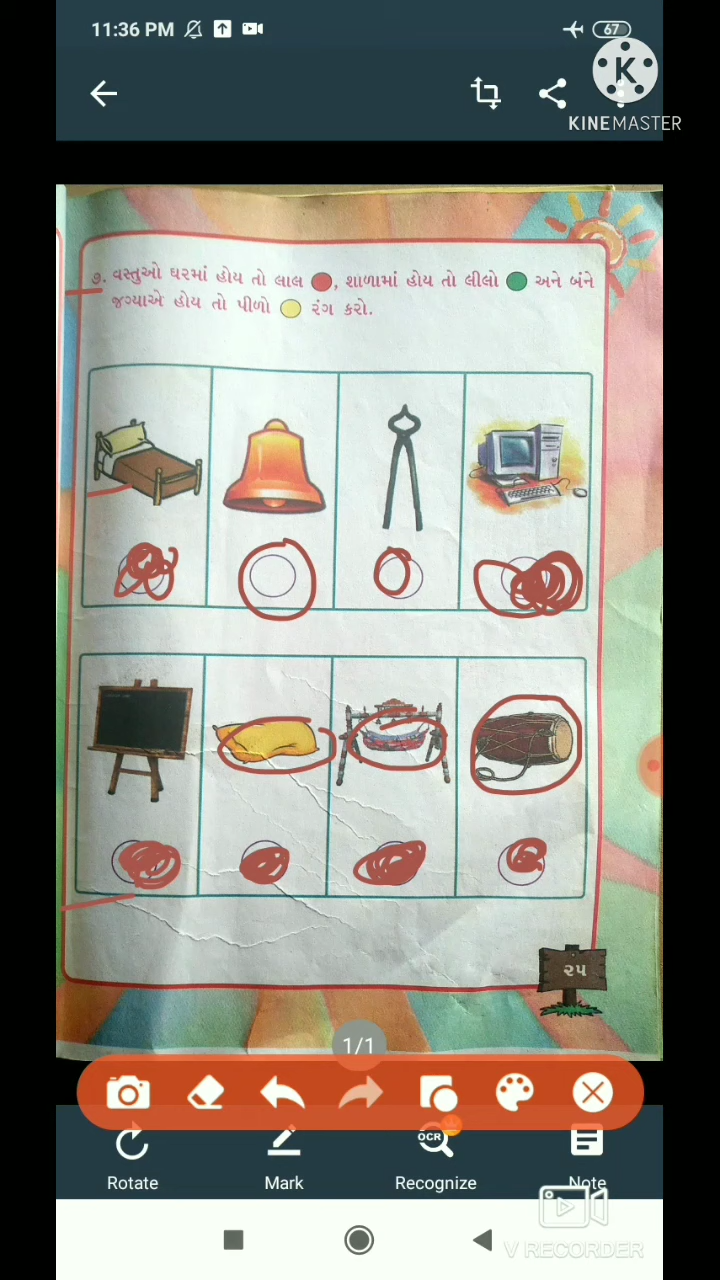 11:36 PM
67
K
KINEMASTER
૭. વસ્તુઓ ઘરમાં હોય તો લાલ , શાળામાં હોય તો લીલો અને બંને
જગ્યાએ હોય તો પીળો રંગ કરો.
૨૫
1/1
OCR
Rotate
Mark
Recognize
Note
V RECORDER